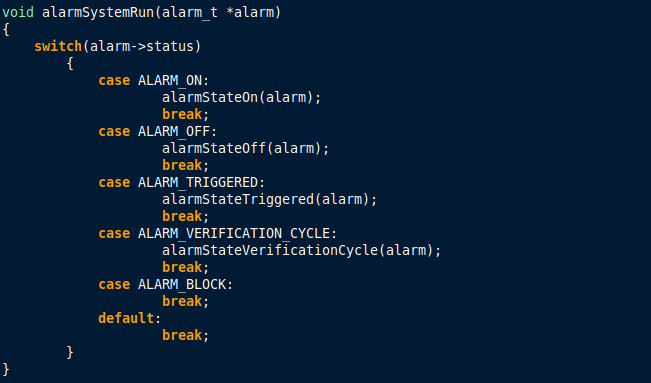 void alarmSystemRun(alarm_t *alarm)
{
    switch(alarm->status)
        {
            case ALARM_ON:
                    alarmStateOn(alarm);
                    break;
            case ALARM_OFF:
                    alarmStateOff(alarm);
                    break;
            case ALARM_TRIGGERED:
                    alarmStateTriggered(alarm);
                    break;
            case ALARM_VERIFICATION_CYCLE:
                    alarmStateVerificationCycle(alarm);
                    break;
            case ALARM_BLOCK:
                    break;
            default:
                    break;
        }
}